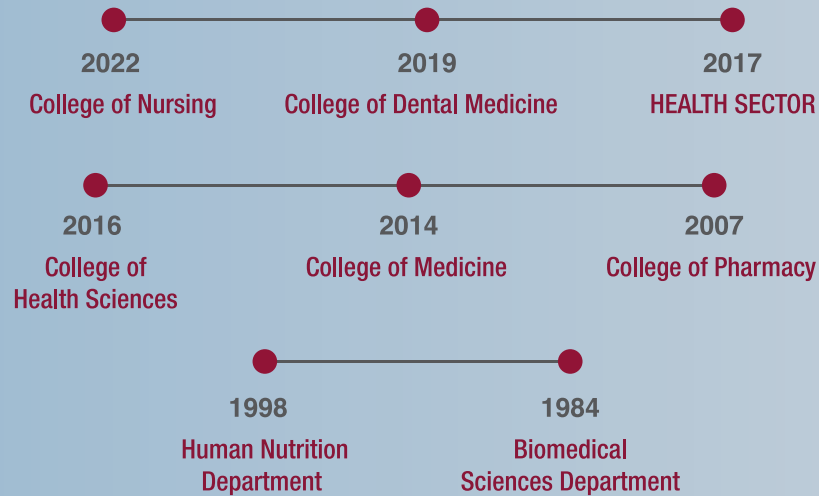 2022
College of Nursing
2019
College of Dental Medicine
2017
HEALTH SECTOR
2016
College of
Health Sciences
2014
College of Medicine
2007
College of Pharmacy
1998
Human Nutrition
Department
1984
Biomedical
Sciences Department